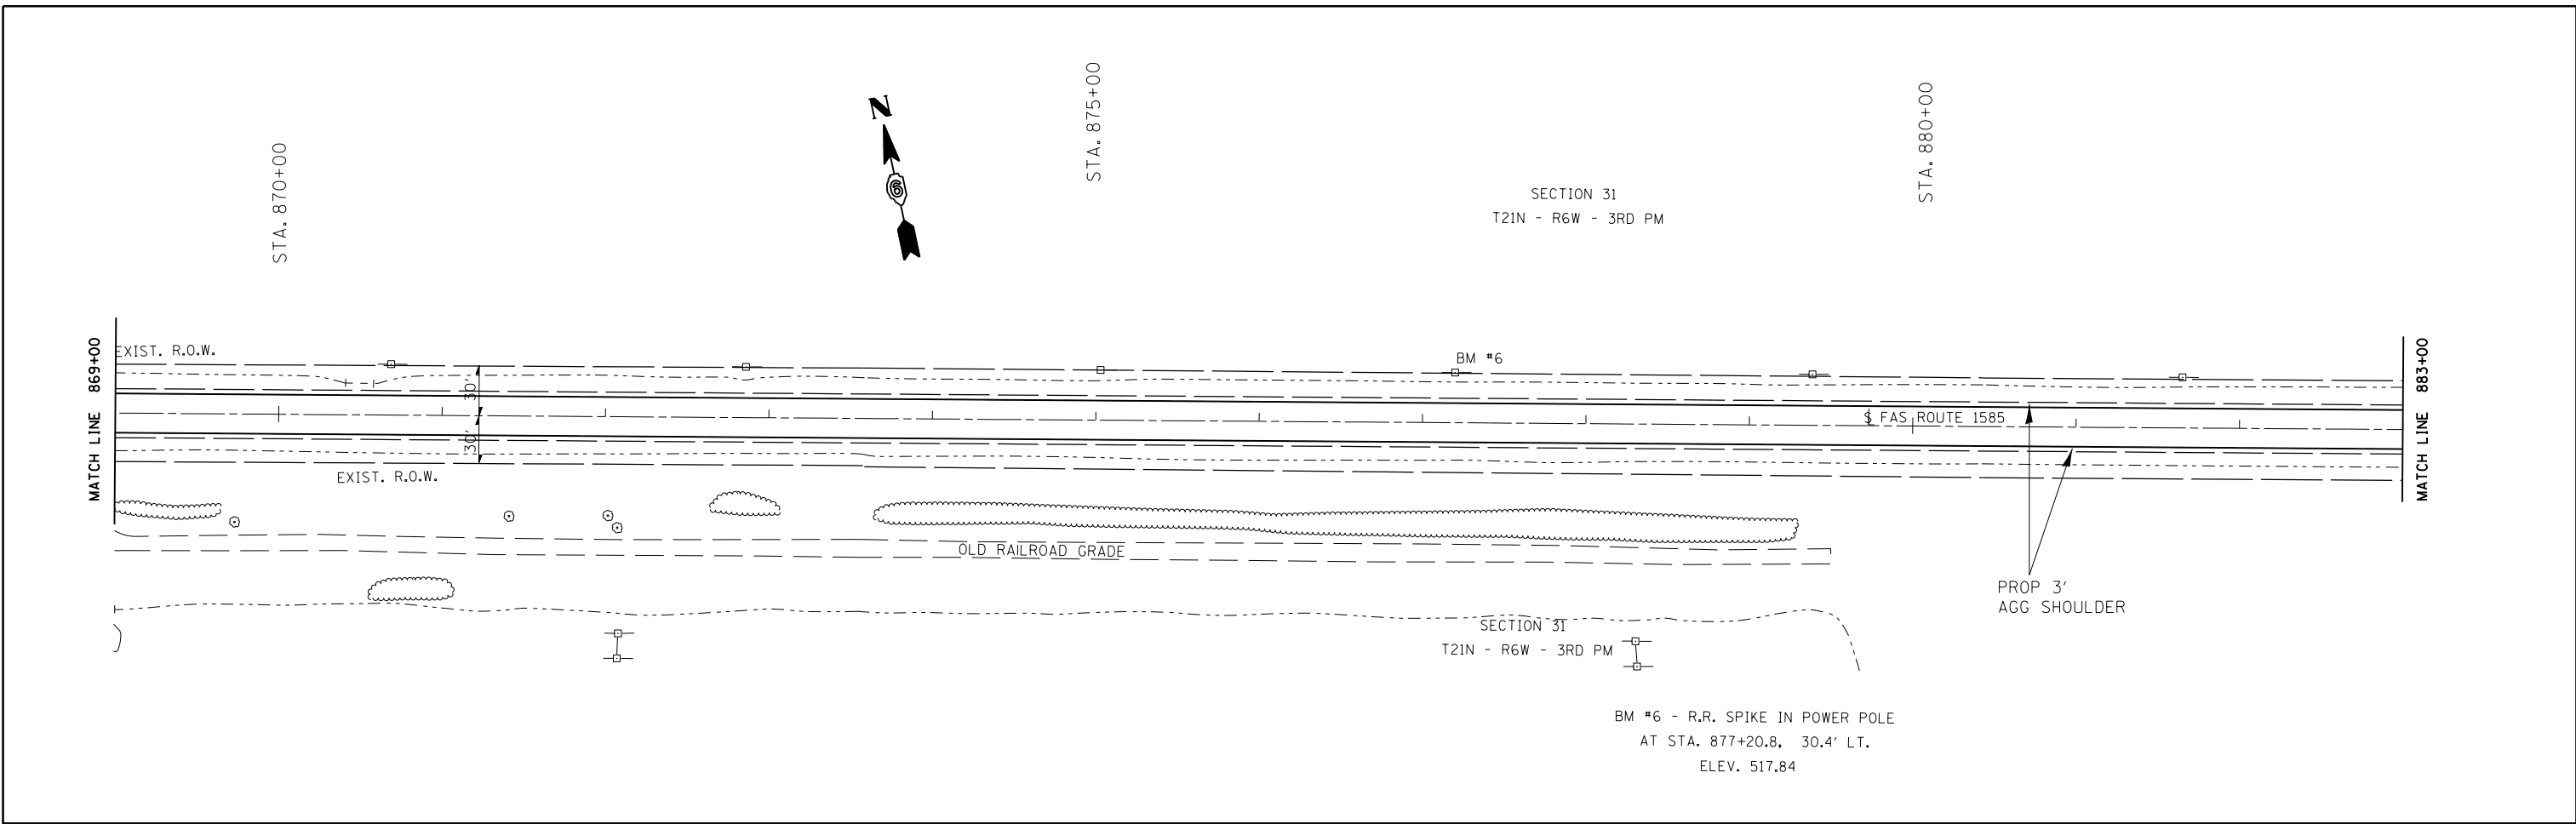 STA. 870+00
N
6
STA. 875+00
STA. 880+00
SECTION 31
T21N - R6W - 3RD PM
MATCH LINE 869+00
EXIST. R.O.W.
30'
30'
EXIST. R.O.W.
BM #6
FAS ROUTE 1585
MATCH LINE 883+00
OLD RAILROAD GRADE
PROP 3'
AGG SHOULDER
SECTION 31
T21N - R6W - 3RD PM
BM #6 - R.R. SPIKE IN POWER POLE
AT STA. 877+20.8, 30.4' LT.
ELEV. 517.84